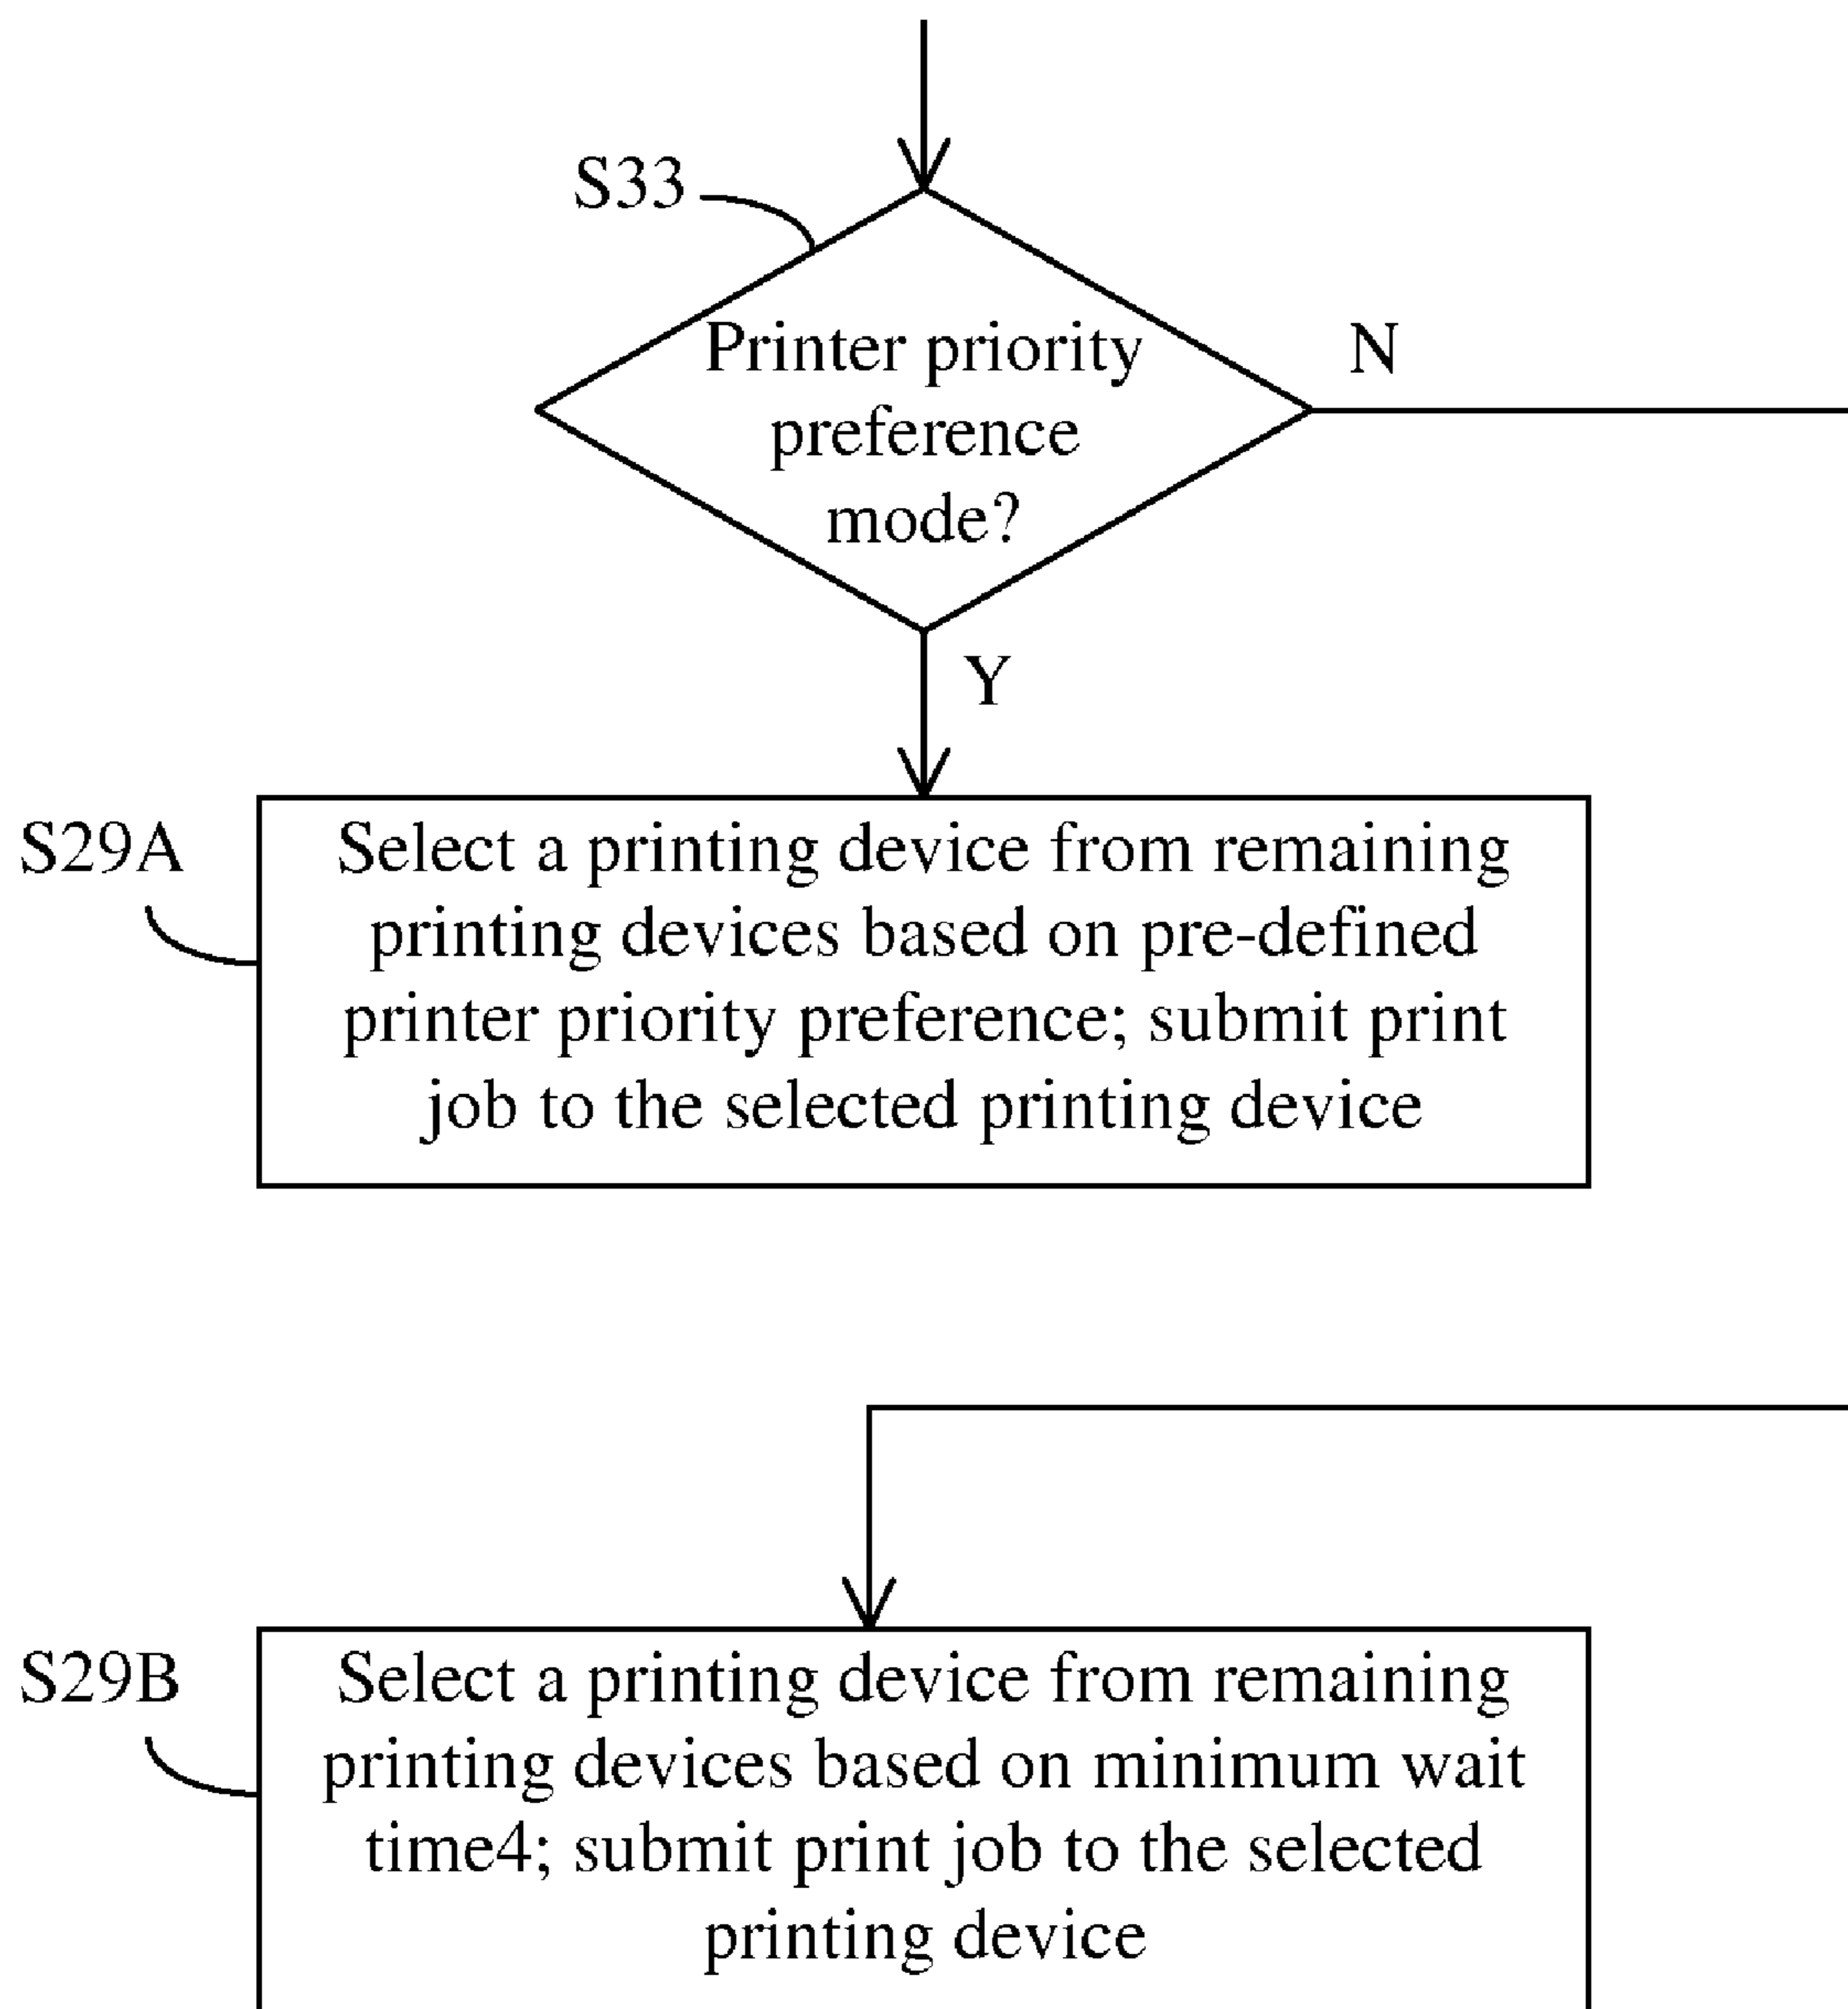 S33
Printer priority
preference
mode?
N
Y
S29A
Select a printing device from remaining
printing devices based on pre-defined
printer priority preference; submit print
job to the selected printing device
S29B
Select a printing device from remaining
printing devices based on minimum wait
time4; submit print job to the selected
printing device